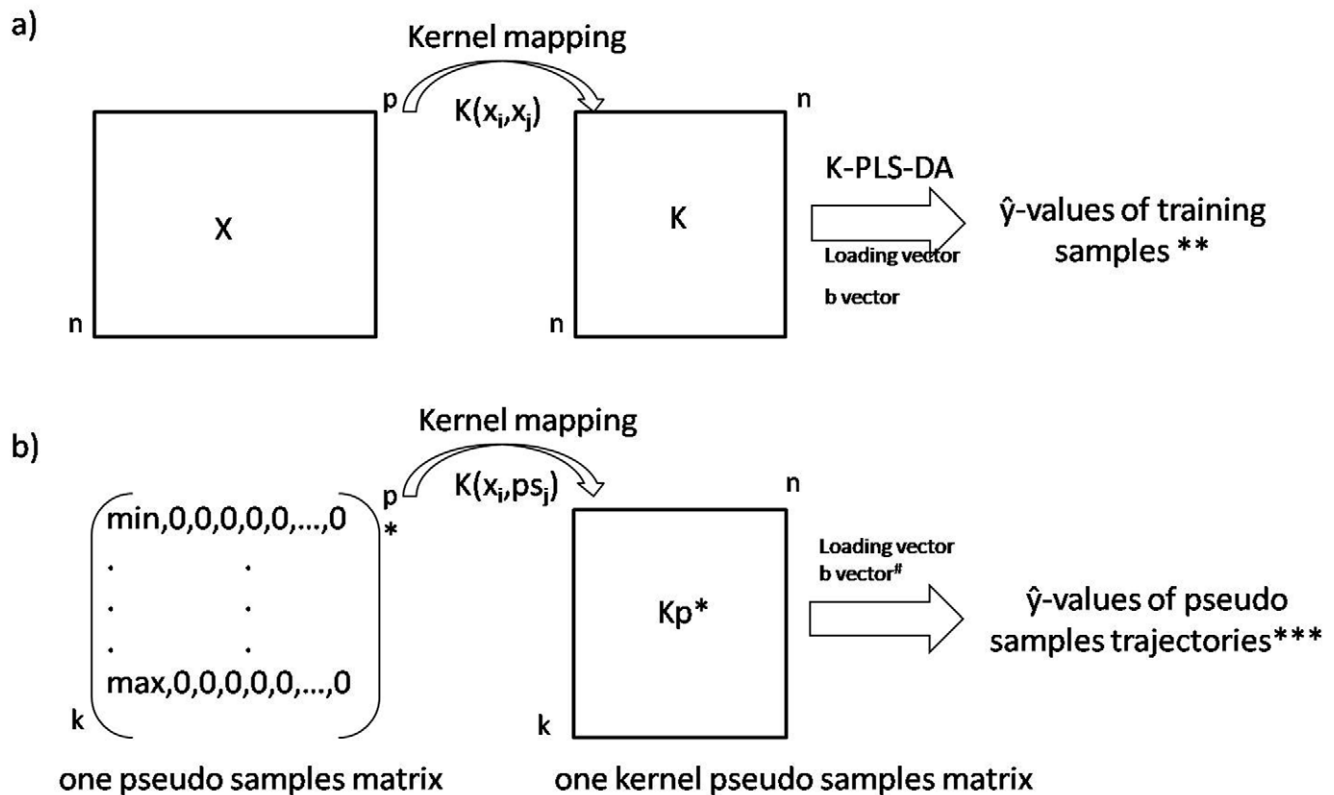 a)
Kernel mapping
p
K(xᵢ,xⱼ)
n
X
n
K
n
K-PLS-DA
Loading vector
b vector
ŷ-values of training
samples **
b)
Kernel mapping
p
*
K(xᵢ,psⱼ)
n
min,0,0,0,0,0,...,0
. .
. .
. .
max,0,0,0,0,0,...,0
k
Kp*
k
Loading vector
b vector#
ŷ-values of pseudo
samples trajectories***
one pseudo samples matrix
one kernel pseudo samples matrix